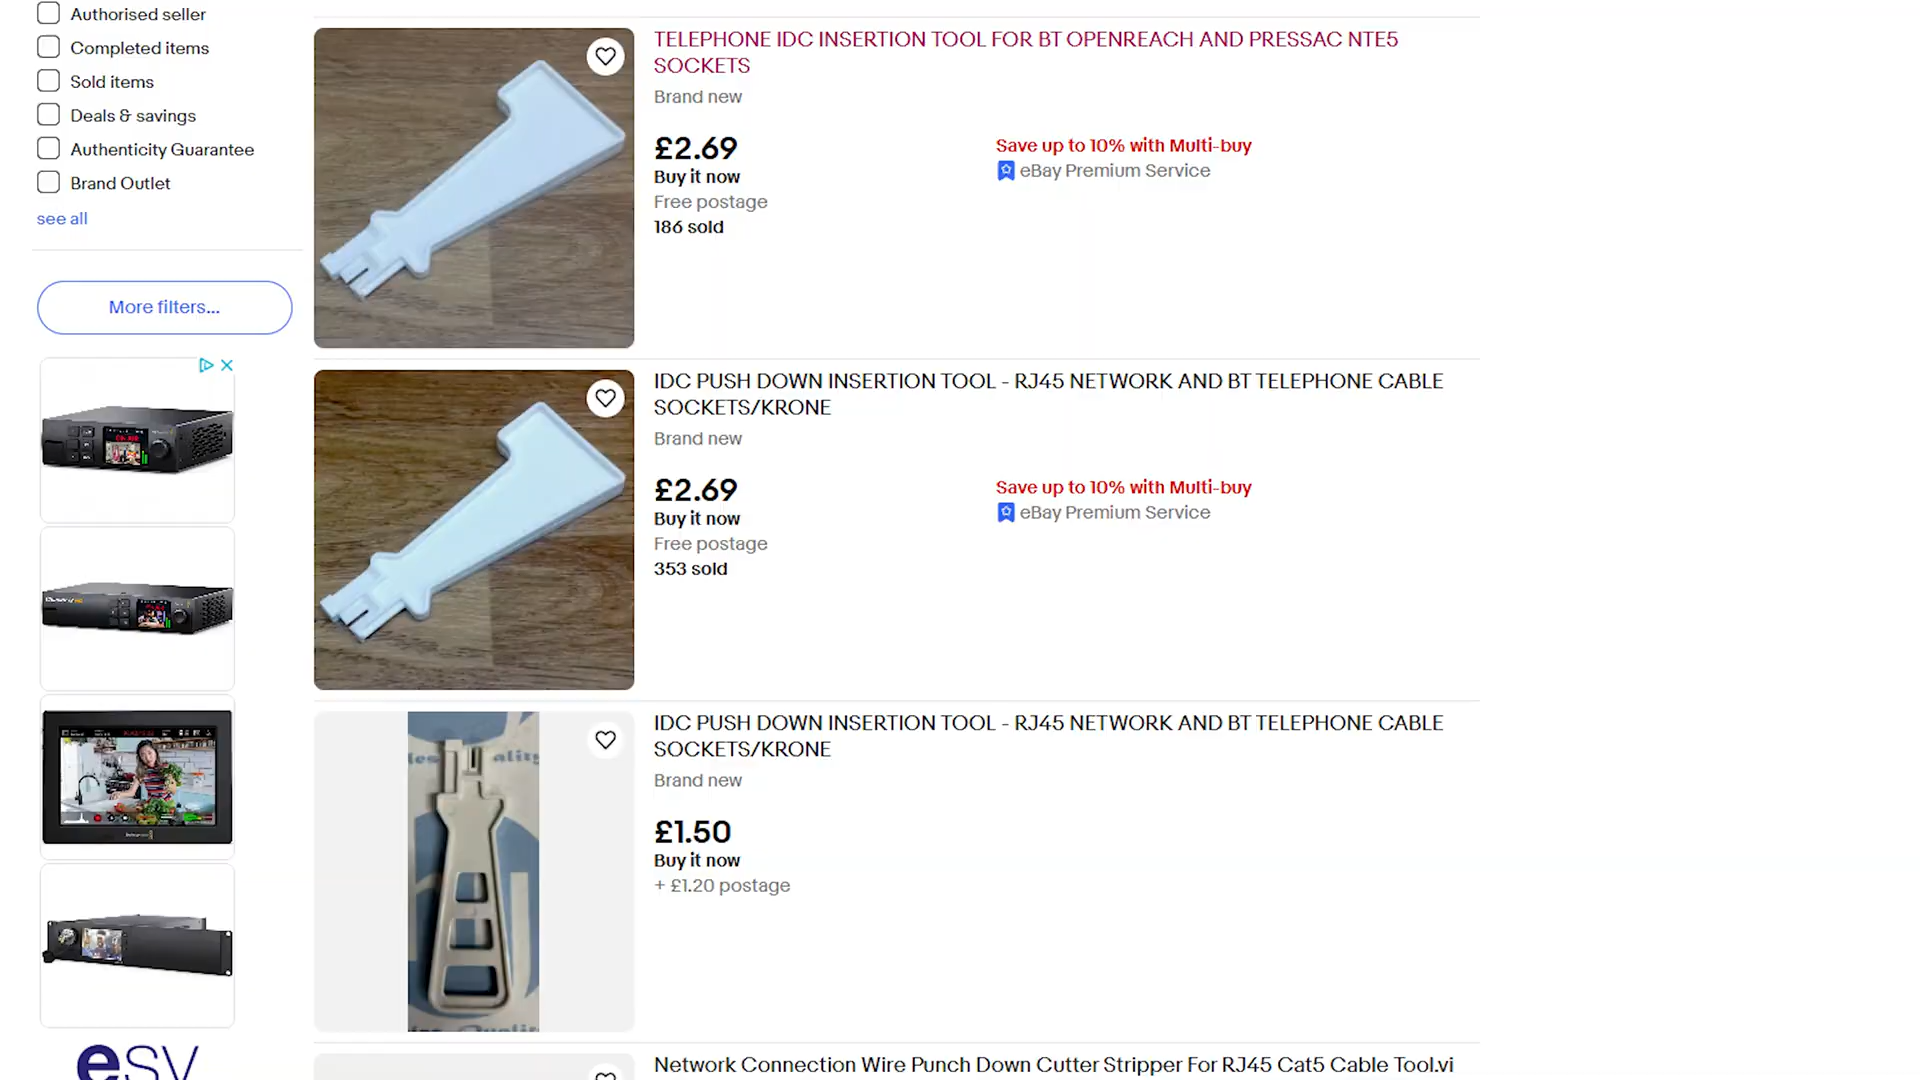 Authorised seller
Completed items
Sold items
Deals & savings
Authenticity Guarantee
Brand Outlet
see all
More filters...
esv
TELEPHONE IDC INSERTION TOOL FOR BT OPENREACH AND PRESSAC NTE5
SOCKETS
Brand new
£2.69
Buy it now
Free postage
186 sold
Save up to 10% with Multi-buy
eBay Premium Service
IDC PUSH DOWN INSERTION TOOL - RJ45 NETWORK AND BT TELEPHONE CABLE
SOCKETS/KRONE
Brand new
£2.69
Buy it now
Free postage
353 sold
Save up to 10% with Multi-buy
eBay Premium Service
IDC PUSH DOWN INSERTION TOOL - RJ45 NETWORK AND BT TELEPHONE CABLE
SOCKETS/KRONE
Brand new
£1.50
Buy it now
+ £1.20 postage
Network Connection Wire Punch Down Cutter Stripper For RJ45 Cat5 Cable Tool.vi